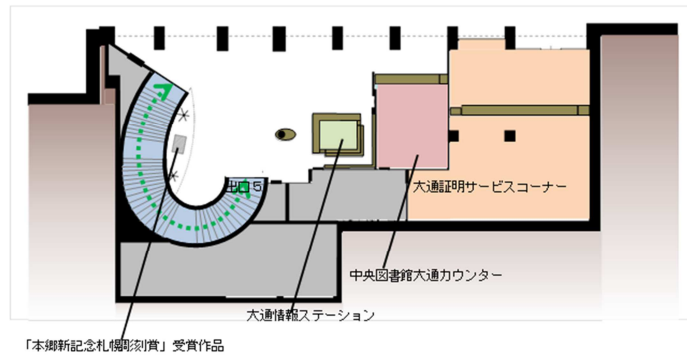 出口5
大通証明サービスコーナー
中央図書館大通カウンター
大通情報ステーション
「本郷新記念札幌彫刻賞」受賞作品